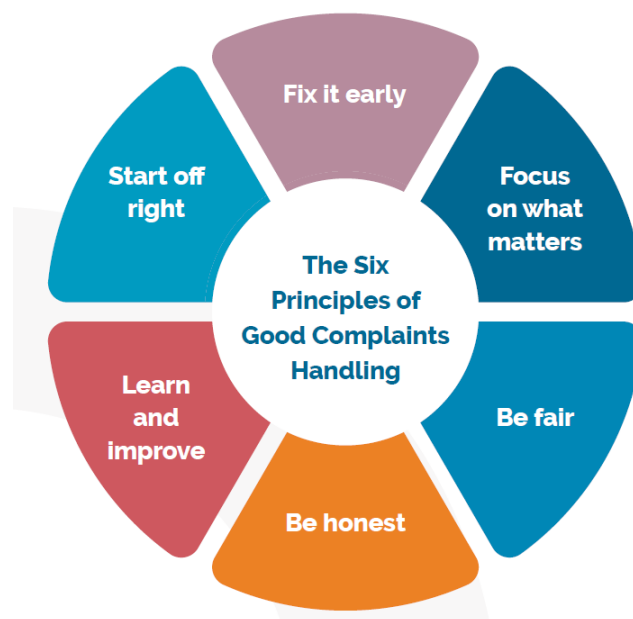 Fix it early
Start off
right
Focus
on what
matters
The Six
Principles of
Good Complaints
Handling
Learn
and
improve
Be fair
Be honest